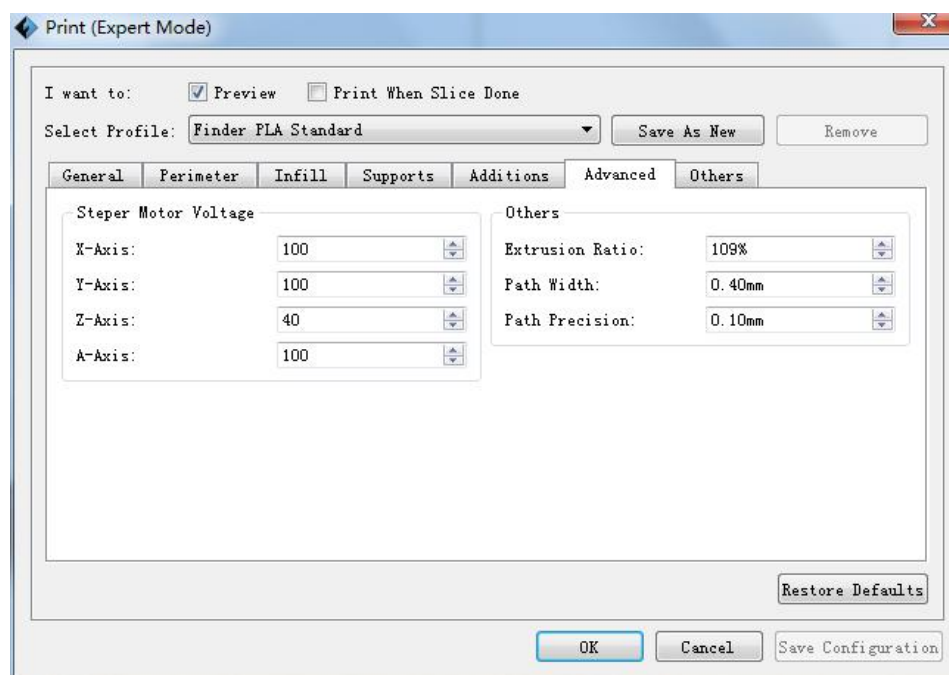 Print (Expert Mode)
I want to: Preview Print When Slice Done
Select Profile: Finder PLA Standard Save As New Remove
General Perimeter Infill Supports Additions Advanced Others
Steper Motor Voltage
X-Axis: 100
Y-Axis: 100
Z-Axis: 40
A-Axis: 100
Others
Extrusion Ratio: 109%
Path Width: 0.40mm
Path Precision: 0.10mm
Restore Defaults
OK Cancel Save Configuration